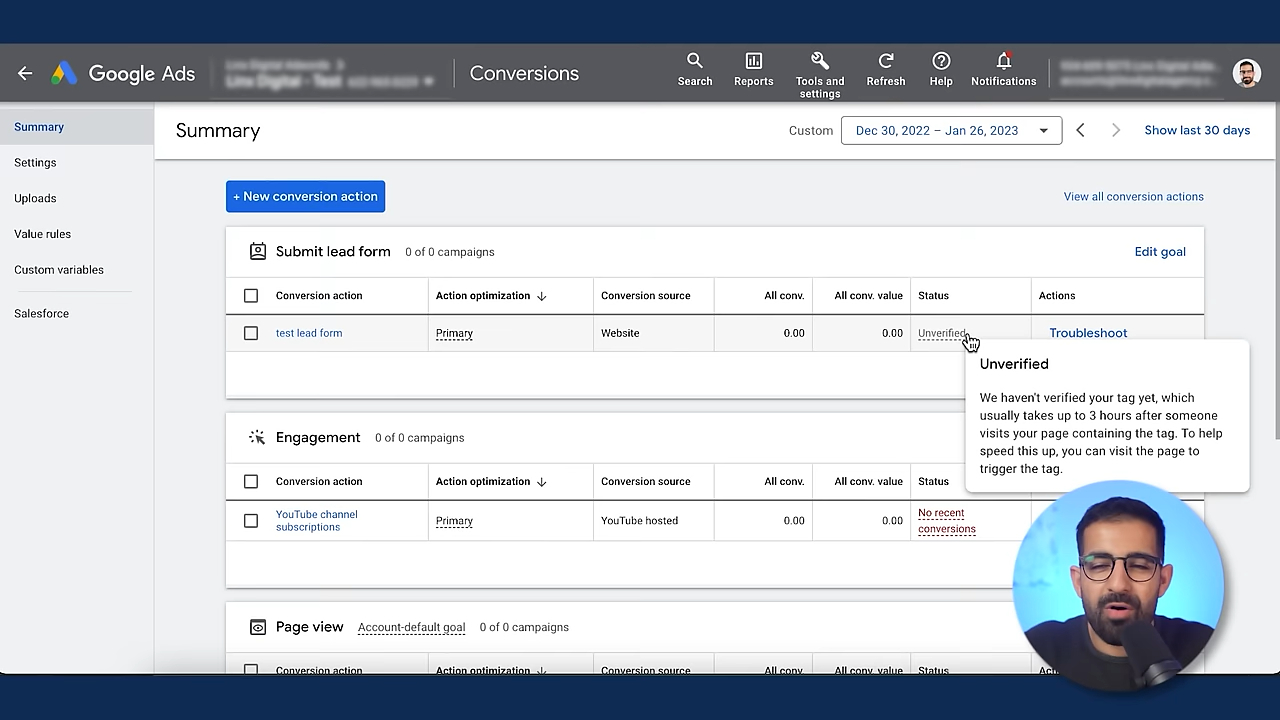 Google Ads
Conversions
Search
Reports
Tools and
settings
Refresh
Help
Notifications
Summary
Settings
Uploads
Value rules
Custom variables
Salesforce
Summary
Custom
Dec 30, 2022 – Jan 26, 2023
Show last 30 days
+ New conversion action
View all conversion actions
Submit lead form 0 of 0 campaigns
Edit goal
Conversion action Action optimization Conversion source All conv. All conv. value Status Actions
test lead form Primary Website 0.00 0.00 Unverified Troubleshoot
Unverified
We haven't verified your tag yet, which
usually takes up to 3 hours after someone
visits your page containing the tag. To help
speed this up, you can visit the page to
trigger the tag.
Engagement 0 of 0 campaigns
Conversion action Action optimization Conversion source All conv. All conv. value Status
YouTube channel
subscriptions
Primary YouTube hosted 0.00 0.00
No recent
conversions
Page view Account-default goal 0 of 0 campaigns
Conversion action Action optimization Conversion source All conv. All conv. value Status